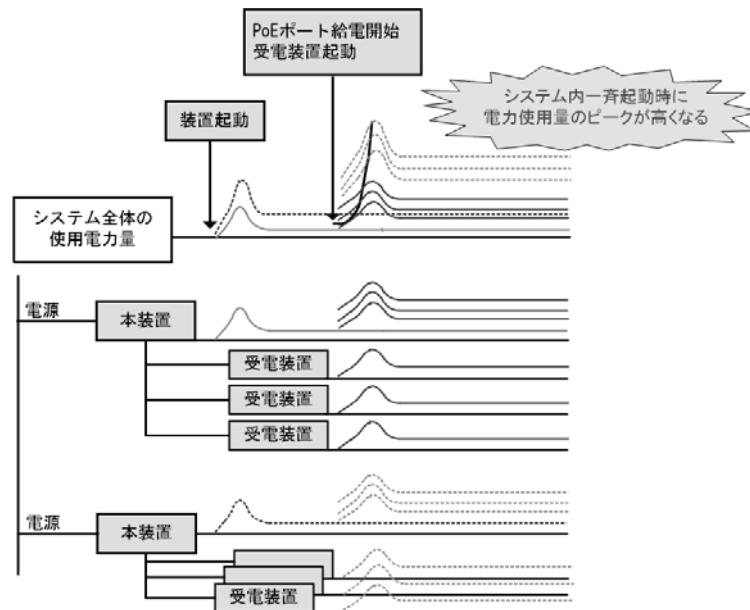 PoEポート給電開始
受電装置起動
システム内一斉起動時に
電力使用量のピークが高くなる
装置起動
システム全体の
使用電力量
電源
本装置
受電装置
受電装置
受電装置
電源
本装置
受電装置